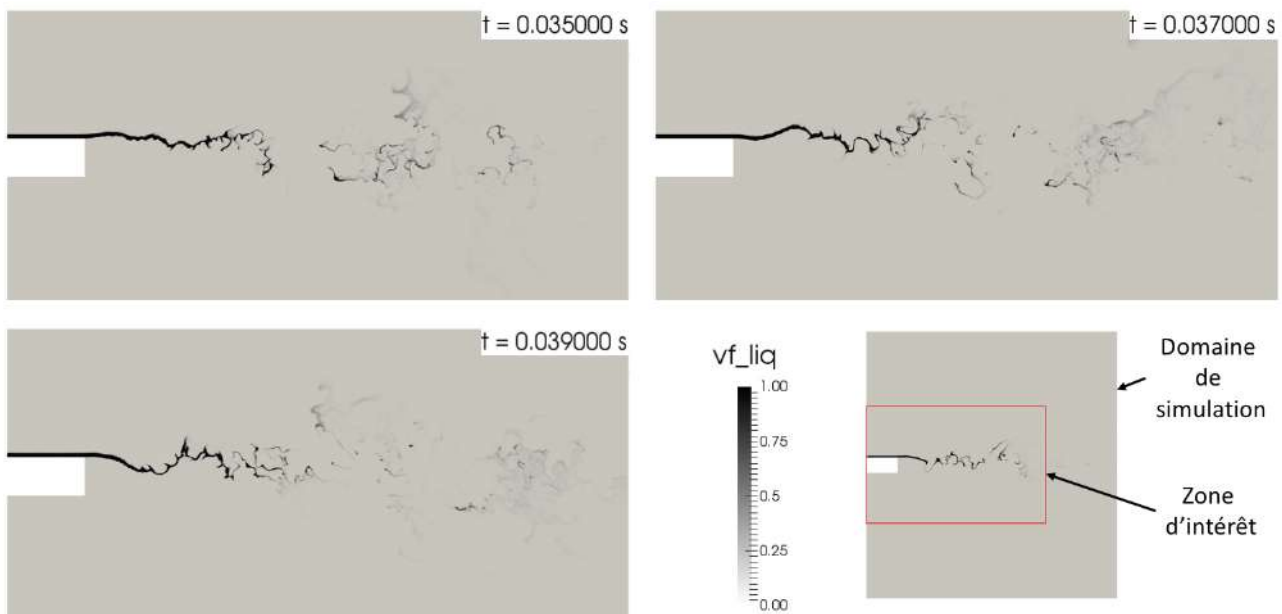 t = 0.035000 s
t = 0.037000 s
t = 0.039000 s
vf_liq
1.00
0.75
0.5
0.25
0.00
Domaine
de
simulation
Zone
d'intérêt